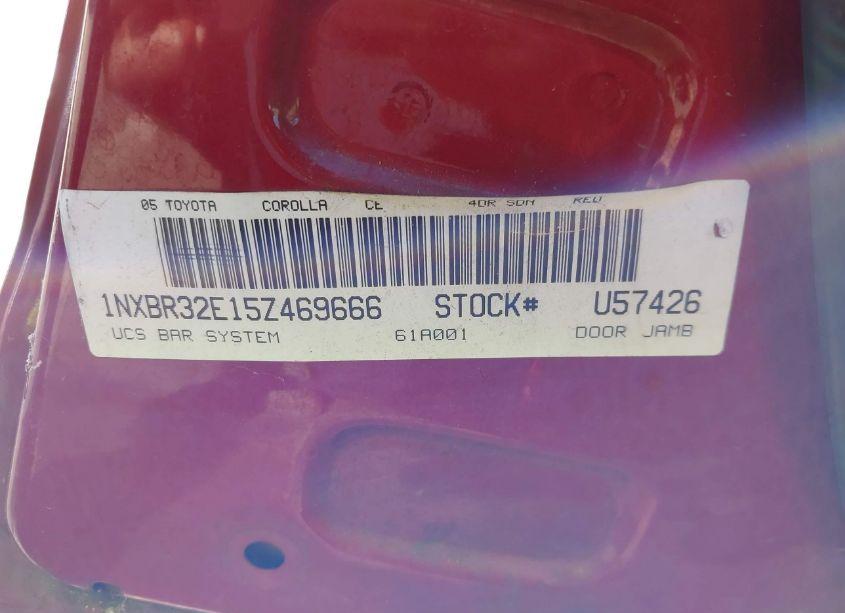 05 TOYOTA COROLLA CE 4DR SDN RED
1NXBR32E15Z469666 STOCK# U57426
UCS BAR SYSTEM 61A001 DOOR JAMB